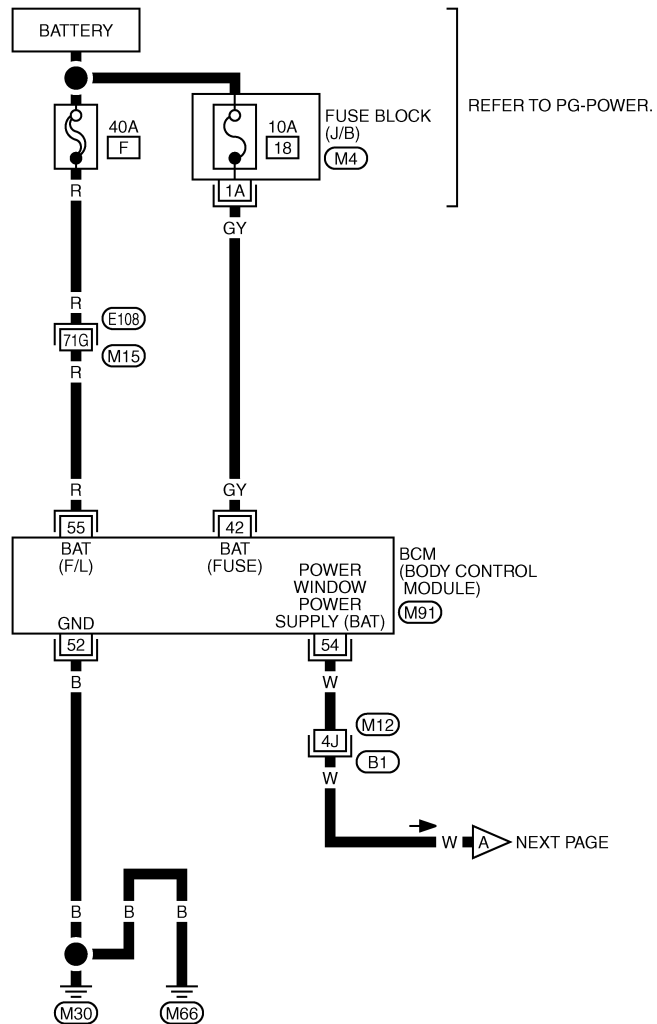 BATTERY
REFER TO PG-POWER.
40A
F
10A
18
FUSE BLOCK
(J/B)
M4
1A
R
GY
R
E108
71G
M15
R
R
GY
55
42
BAT
(F/L)
BAT
(FUSE)
POWER
WINDOW
POWER
SUPPLY (BAT)
BCM
(BODY CONTROL
MODULE)
M91
GND
52
54
B
W
M12
4J
B1
W
W
A
NEXT PAGE
B
B
B
M30
M66